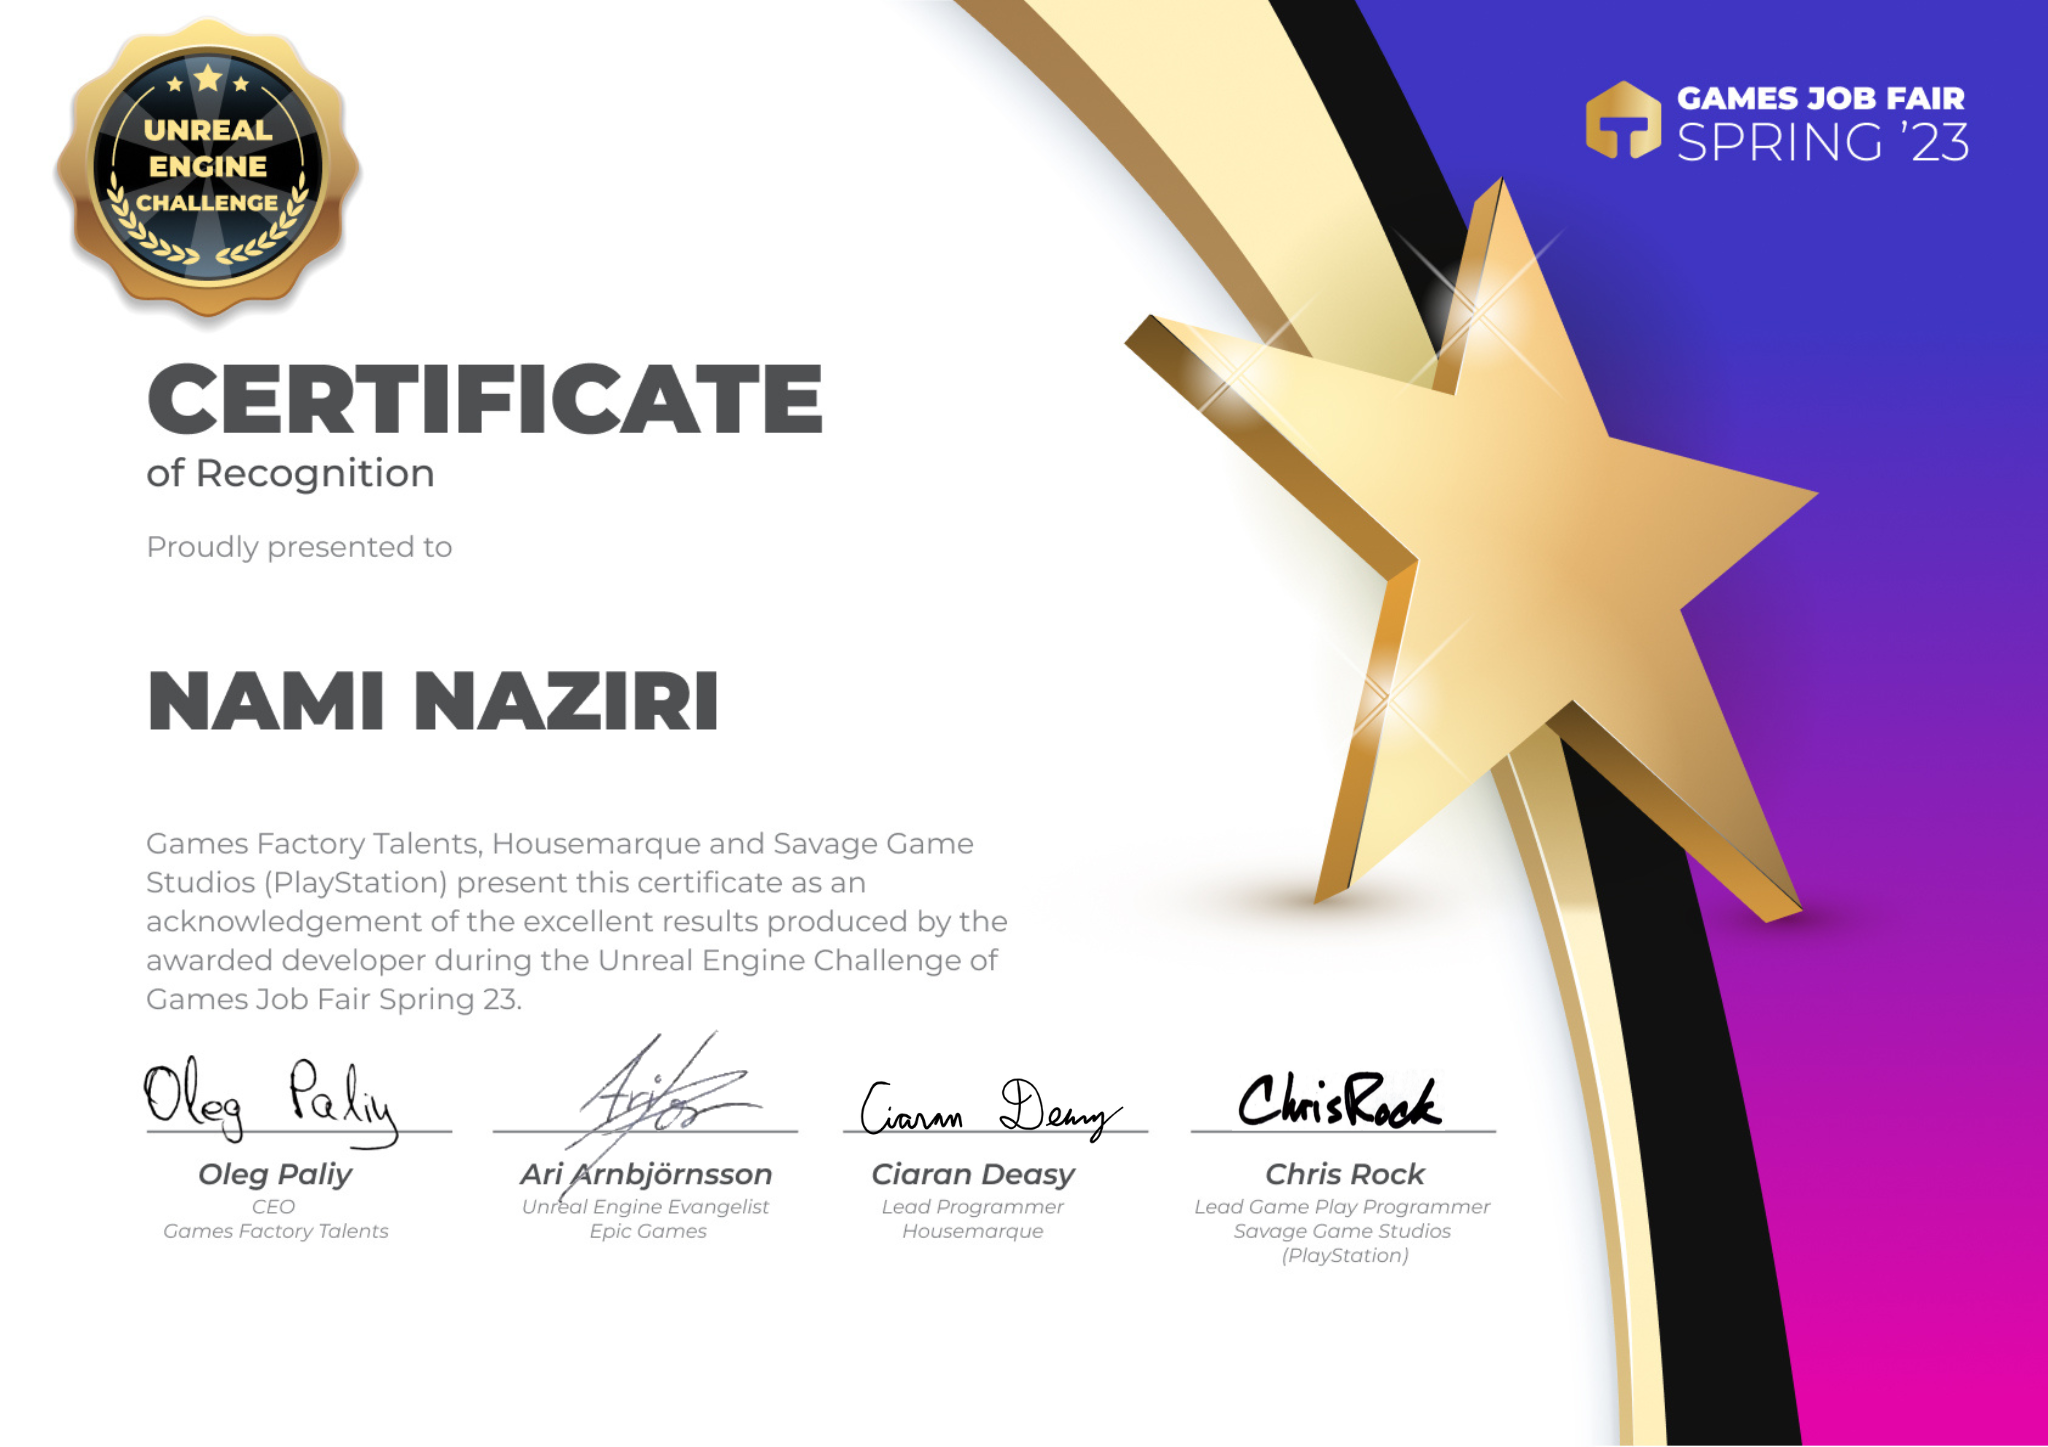 UNREAL
ENGINE
CHALLENGE
GAMES JOB FAIR
SPRING ’23
CERTIFICATE
of Recognition
Proudly presented to
NAMI NAZIRI
Games Factory Talents, Housemarque and Savage Game
Studios (PlayStation) present this certificate as an
acknowledgement of the excellent results produced by the
awarded developer during the Unreal Engine Challenge of
Games Job Fair Spring 23.
Oleg Paliy
Ciaran Deasy
ChrisRock
Oleg Paliy
CEO
Games Factory Talents
Ari Arnbjörnsson
Unreal Engine Evangelist
Epic Games
Ciaran Deasy
Lead Programmer
Housemarque
Chris Rock
Lead Game Play Programmer
Savage Game Studios
(PlayStation)